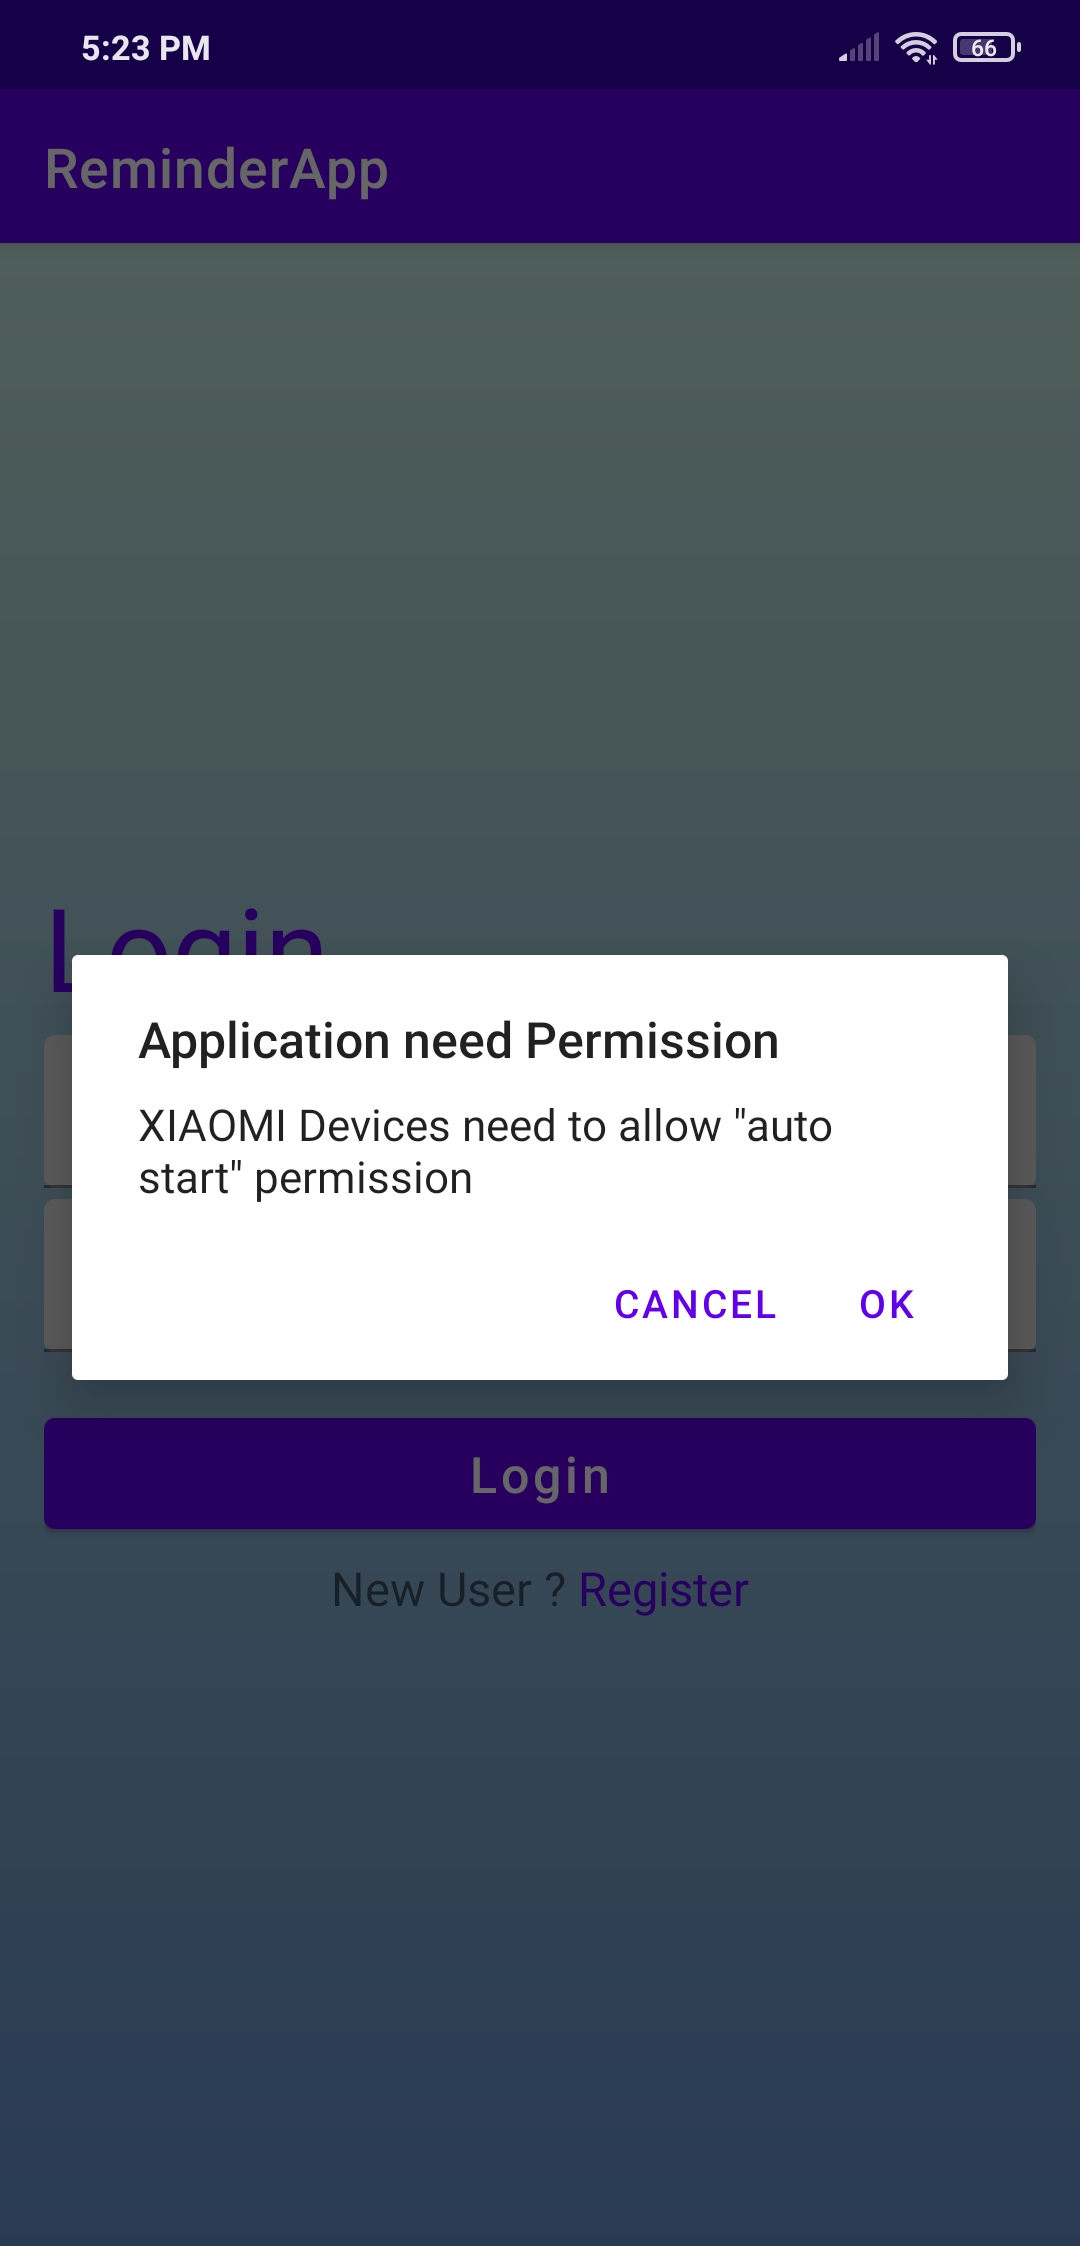 5:23 PM
66
ReminderApp
Login
Application need Permission
XIAOMI Devices need to allow "auto
start" permission
CANCEL OK
Login
New User ? Register